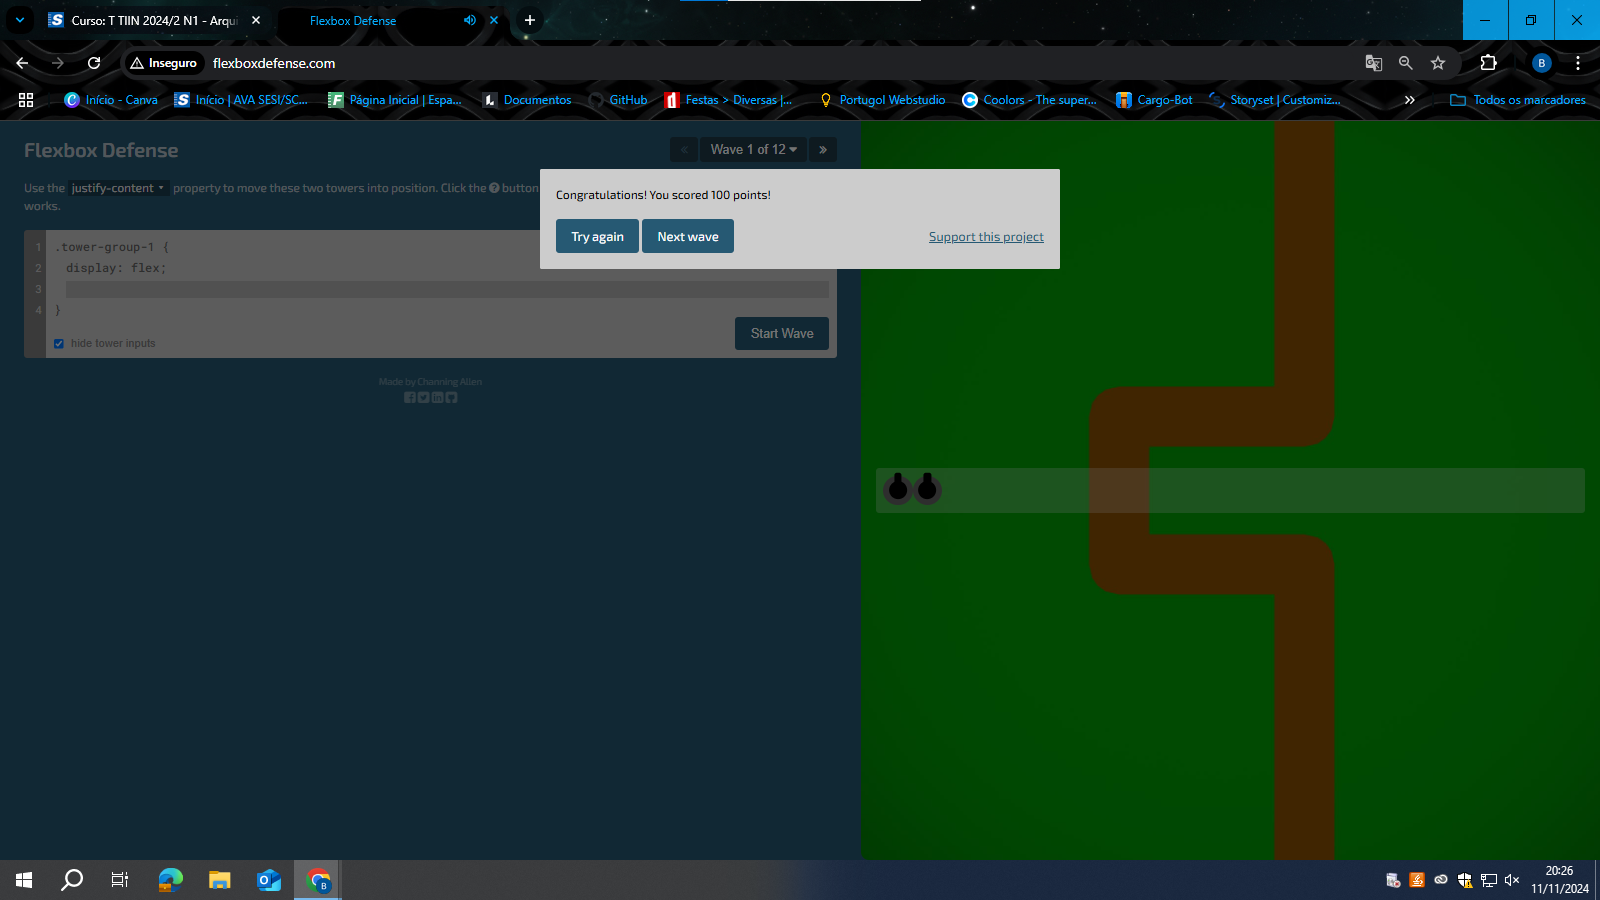 Curso: T TIIN 2024/2 N1 - Arqui
Flexbox Defense
Inseguro
flexboxdefense.com
B
Início - Canva
Início | AVA SESI/SC...
Página Inicial | Espa...
Documentos
GitHub
Festas > Diversas |...
Portugol Webstudio
Coolors - The super...
Cargo-Bot
Storyset | Customiz...
»
Todos os marcadores
Flexbox Defense
«
Wave 1 of 12
»
Use the justify-content property to move these two towers into position. Click the ? button
works.
Congratulations! You scored 100 points!
Try again
Next wave
Support this project
1 .tower-group-1 {
2 display: flex;
3
4 }
hide tower inputs
Start Wave
Made by Channing Allen
20:26
11/11/2024